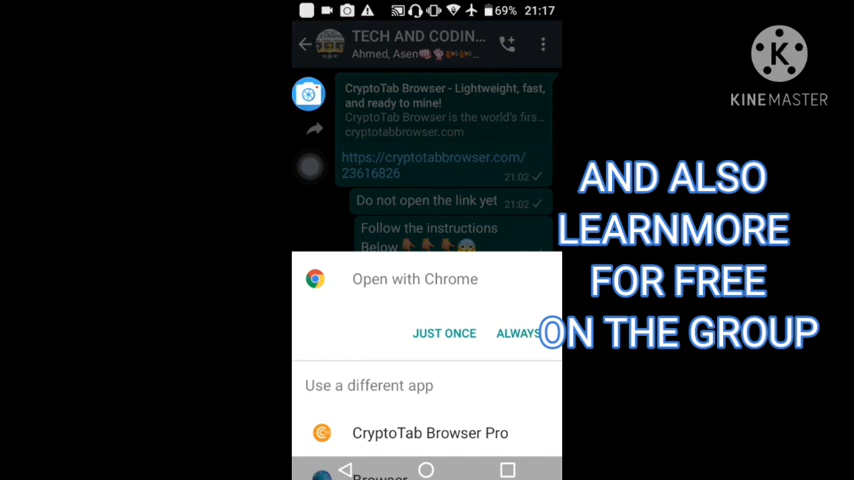 69% 21:17
TECH AND CODIN...
Ahmed, Asen👊👊...
CryptoTab Browser - Lightweight, fast,
and ready to mine!
CryptoTab Browser is the world's firs...
cryptotabbrowser.com
https://cryptotabbrowser.com/
23616826
21:02
Do not open the link yet
21:02
Follow the instructions
Below👇👇👇😰
Open with Chrome
JUST ONCE
ALWAYS
Use a different app
CryptoTab Browser Pro
Browser
KINEMASTER
AND ALSO
LEARNMORE
FOR FREE
ON THE GROUP